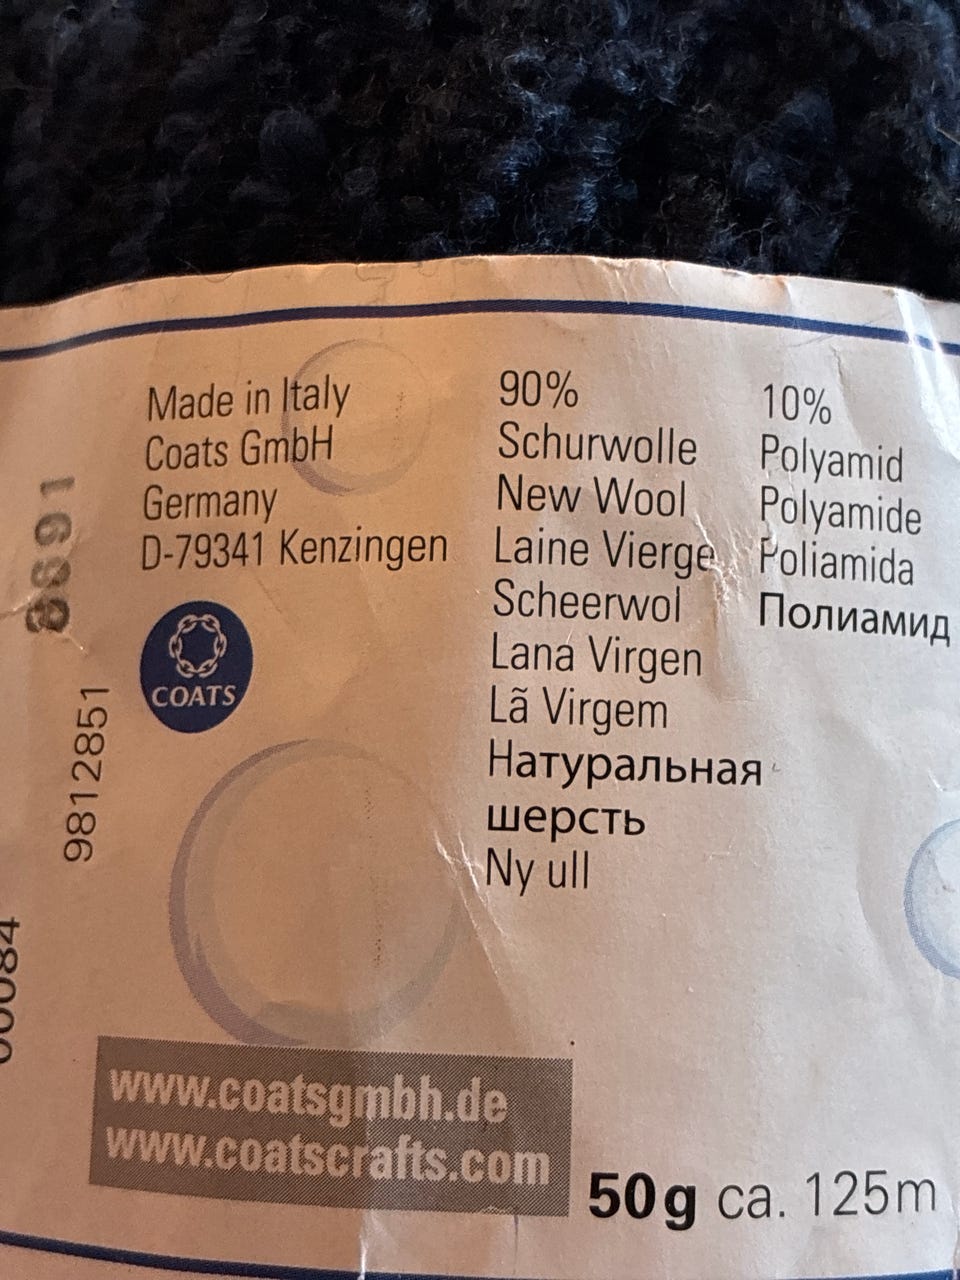 Made in Italy
Coats GmbH
Germany
D-79341 Kenzingen
COATS
90%
Schurwolle
New Wool
Laine Vierge
Scheerwol
Lana Virgen
Lã Virgem
Натуральная
шерсть
Ny ull
10%
Polyamid
Polyamide
Poliamida
Полиамид
9812851
www.coatsgmbh.de
www.coatscrafts.com
50g ca. 125m